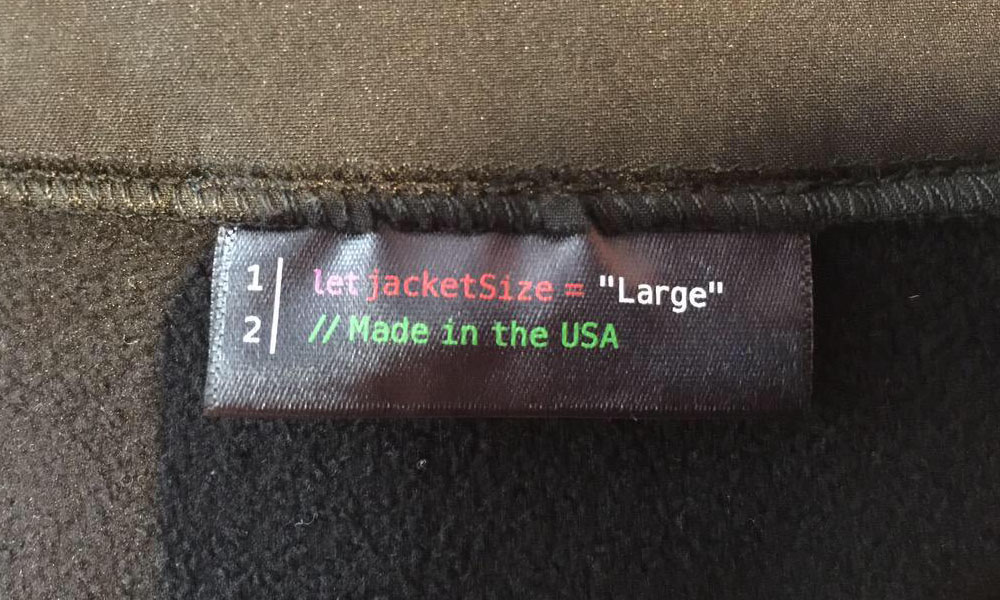 1 let jacketSize = "Large"
2 // Made in the USA